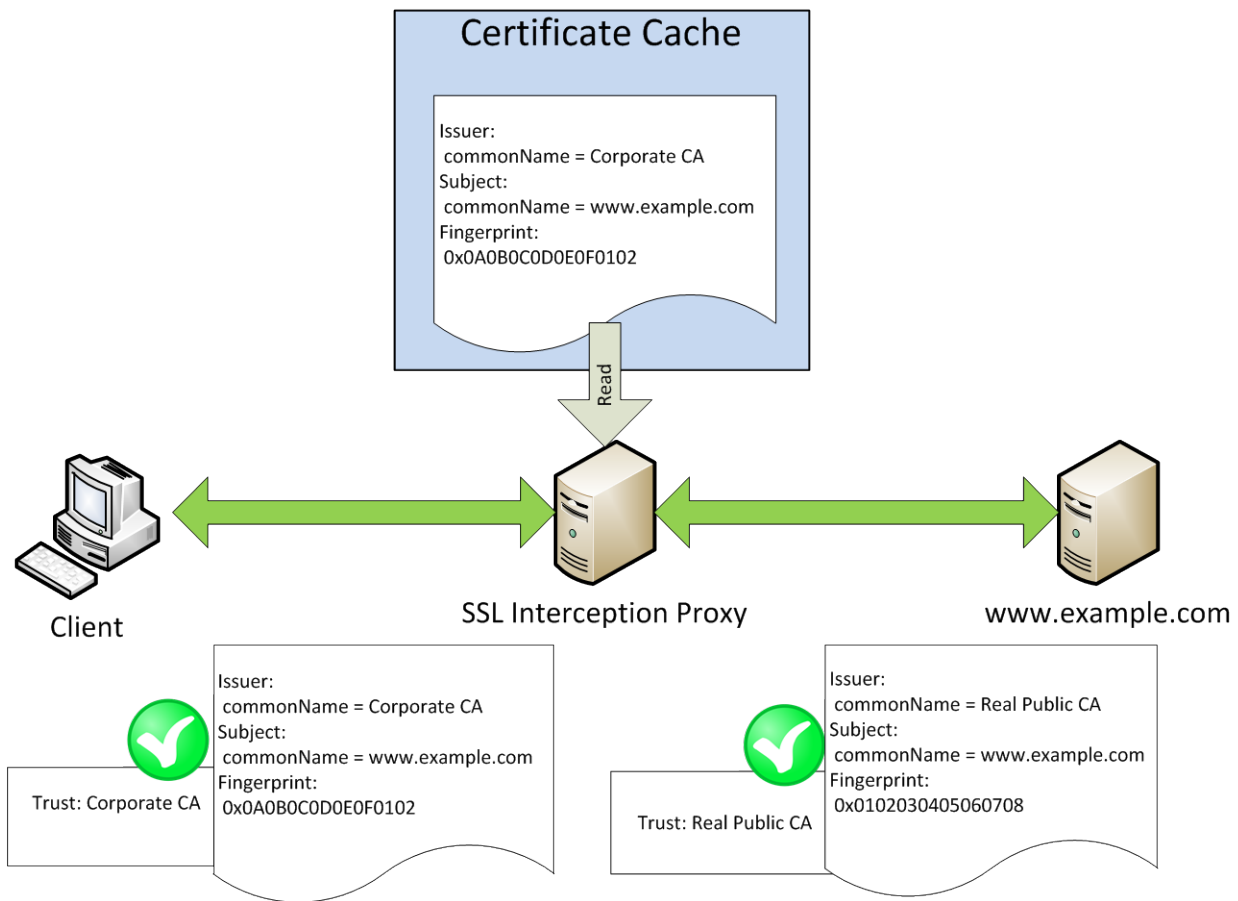 Certificate Cache
Issuer:
commonName = Corporate CA
Subject:
commonName = www.example.com
Fingerprint:
0x0A0B0C0D0E0F0102
Read
Client
SSL Interception Proxy
www.example.com
Issuer:
commonName = Corporate CA
Subject:
commonName = www.example.com
Fingerprint:
0x0A0B0C0D0E0F0102
Trust: Corporate CA
Issuer:
commonName = Real Public CA
Subject:
commonName = www.example.com
Fingerprint:
0x0102030405060708
Trust: Real Public CA